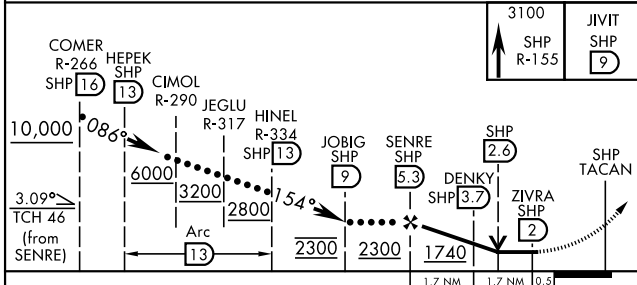 3100
SHP
R-155
JIVIT
SHP
9
COMER
R-266
SHP 16
HEPEK
SHP
13
CIMOL
R-290
JEGLU
R-317
HINEL
R-334
SHP 13
JOBIG
SHP
9
SENRE
SHP
5.3
DENKY
SHP 3.7
SHP
2.6
ZIVRA
SHP
2
SHP
TACAN
10,000
086°
6000
3200
2800
154°
2300
2300
1740
3.09°
TCH 46
(from
SENRE)
Arc
13
1.7 NM
1.7 NM
0.5